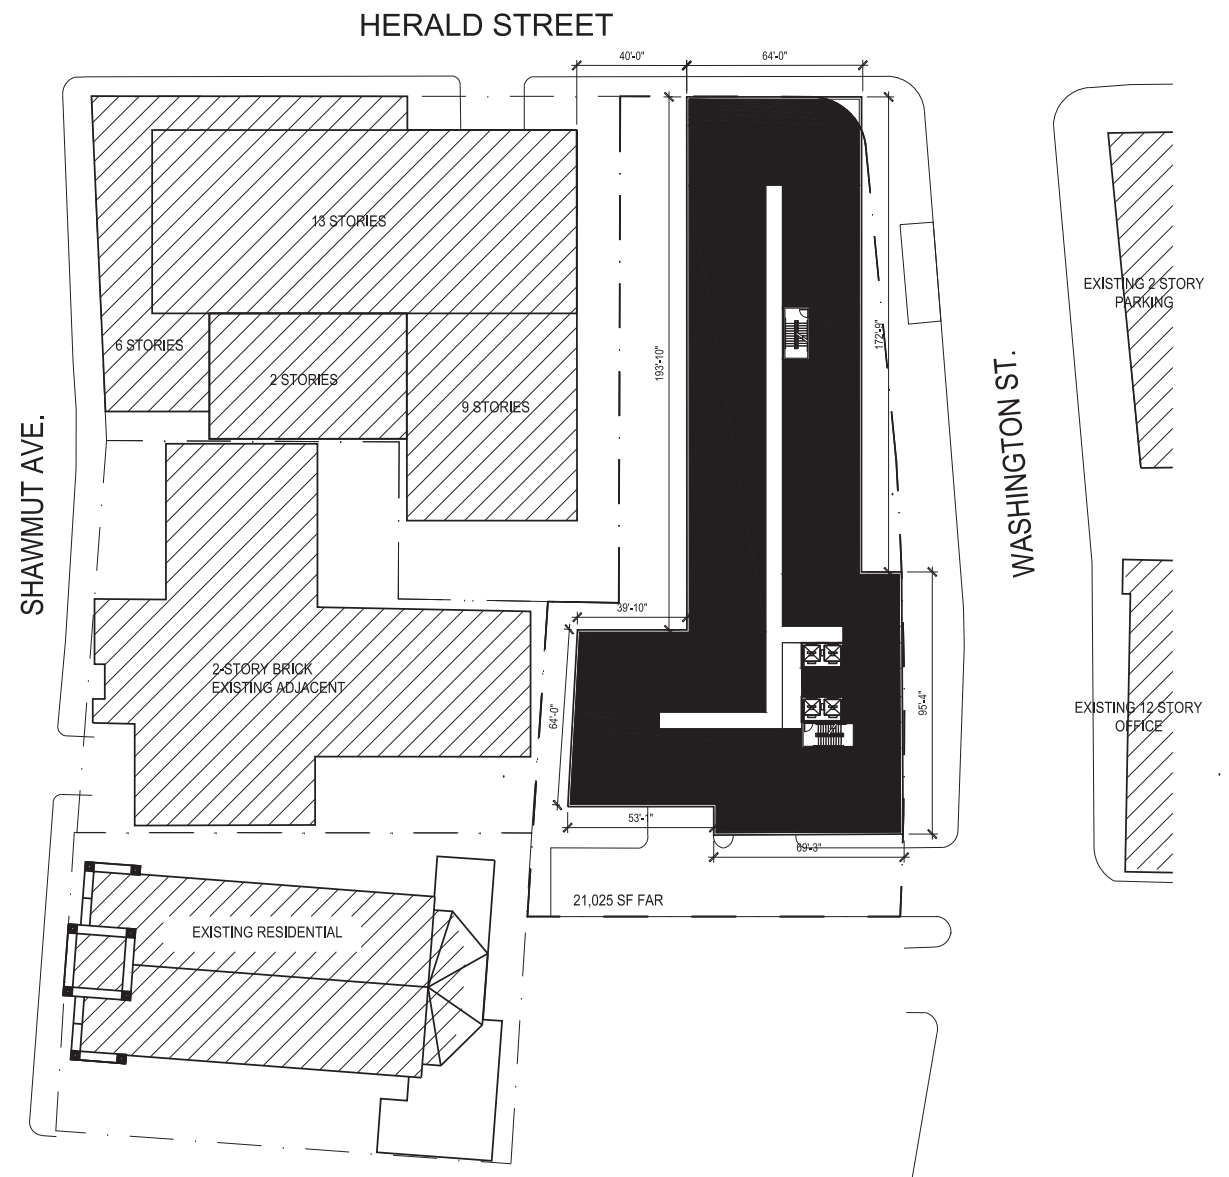 HERALD STREET
40'-0"
64'-0"
13 STORIES
EXISTING 2 STORY
PARKING
6 STORIES
172'-9"
193'-10"
2 STORIES
9 STORIES
SHAWMUT AVE.
WASHINGTON ST.
39'-10"
2-STORY BRICK
EXISTING ADJACENT
64'-0"
95'-4"
EXISTING 12 STORY
OFFICE
53'-1"
69'-3"
21,025 SF FAR
EXISTING RESIDENTIAL